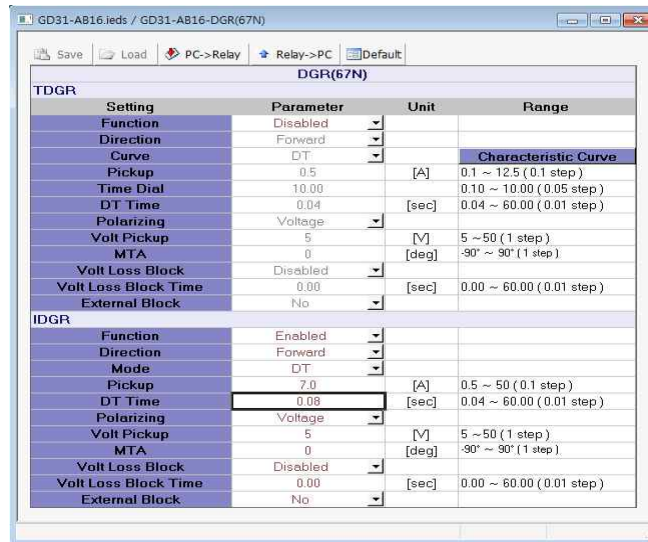 GD31-AB16.ieds / GD31-AB16-DGR(67N)
Save Load PC->Relay Relay->PC Default
DGR(67N)
TDGR
Setting Parameter Unit Range
Function Disabled
Direction Forward
Curve DT Characteristic Curve
Pickup 0.5 [A] 0.1 ~ 12.5 ( 0.1 step )
Time Dial 10.00 0.10 ~ 10.00 ( 0.05 step )
DT Time 0.04 [sec] 0.04 ~ 60.00 ( 0.01 step )
Polarizing Voltage
Volt Pickup 5 [V] 5 ~50 ( 1 step )
MTA 0 [deg] -90° ~ 90° ( 1 step )
Volt Loss Block Disabled
Volt Loss Block Time 0.00 [sec] 0.00 ~ 60.00 ( 0.01 step )
External Block No
IDGR
Function Enabled
Direction Forward
Mode DT
Pickup 7.0 [A] 0.5 ~ 50 ( 0.1 step )
DT Time 0.08 [sec] 0.04 ~ 60.00 ( 0.01 step )
Polarizing Voltage
Volt Pickup 5 [V] 5 ~50 ( 1 step )
MTA 0 [deg] -90° ~ 90° ( 1 step )
Volt Loss Block Disabled
Volt Loss Block Time 0.00 [sec] 0.00 ~ 60.00 ( 0.01 step )
External Block No